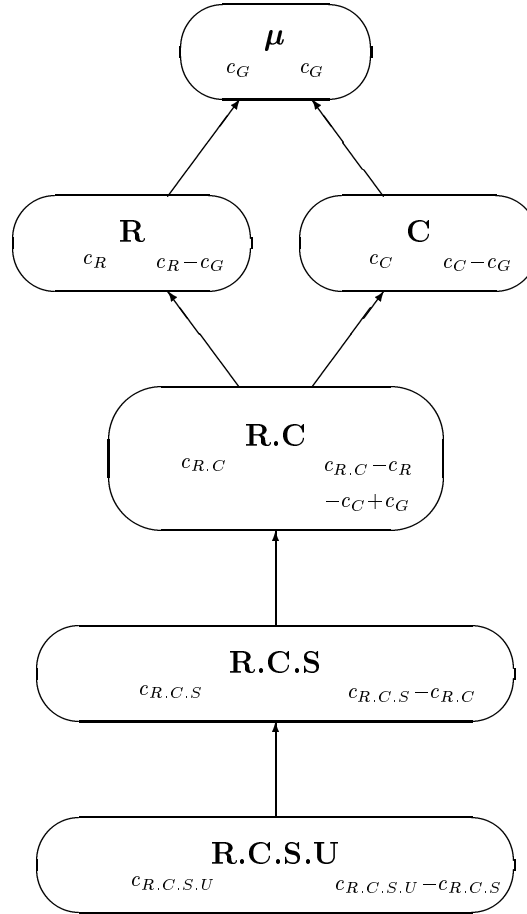 μ
c_G c_G
R C
c_R c_R−c_G c_C c_C−c_G
R.C
c_{R.C} c_{R.C}−c_R
−c_C+c_G
R.C.S
c_{R.C.S} c_{R.C.S}−c_{R.C}
R.C.S.U
c_{R.C.S.U} c_{R.C.S.U}−c_{R.C.S}